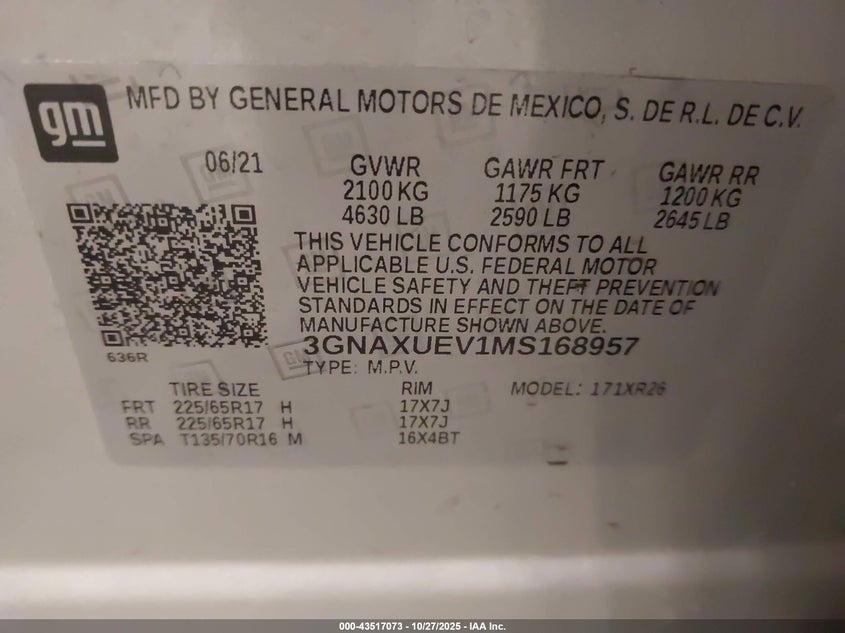 gm
MFD BY GENERAL MOTORS DE MEXICO, S. DE R.L. DE C.V.
06/21 GVWR GAWR FRT GAWR RR
2100 KG 1175 KG 1200 KG
4630 LB 2590 LB 2645 LB
THIS VEHICLE CONFORMS TO ALL
APPLICABLE U.S. FEDERAL MOTOR
VEHICLE SAFETY AND THEFT PREVENTION
STANDARDS IN EFFECT ON THE DATE OF
MANUFACTURE SHOWN ABOVE.
636R
3GNAXUEV1MS168957
TYPE: M.P.V.
TIRE SIZE RIM MODEL: 171XR26
FRT 225/65R17 H 17X7J
RR 225/65R17 H 17X7J
SPA T135/70R16 M 16X4BT
000-43517073 - 10/27/2025 - IAA Inc.